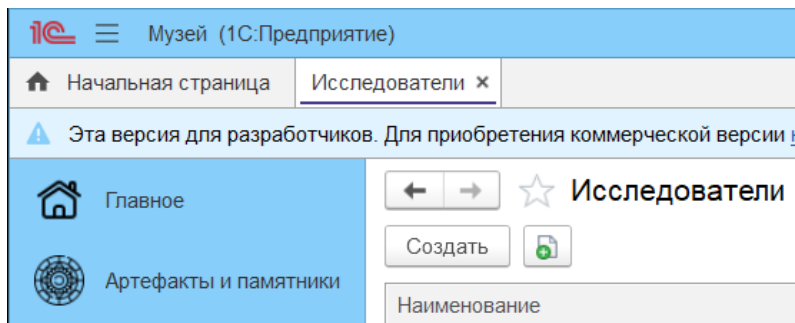 1С Музей (1С:Предприятие)
Начальная страница Исследователи ×
Эта версия для разработчиков. Для приобретения коммерческой версии
Главное
Исследователи
Создать
Артефакты и памятники
Наименование